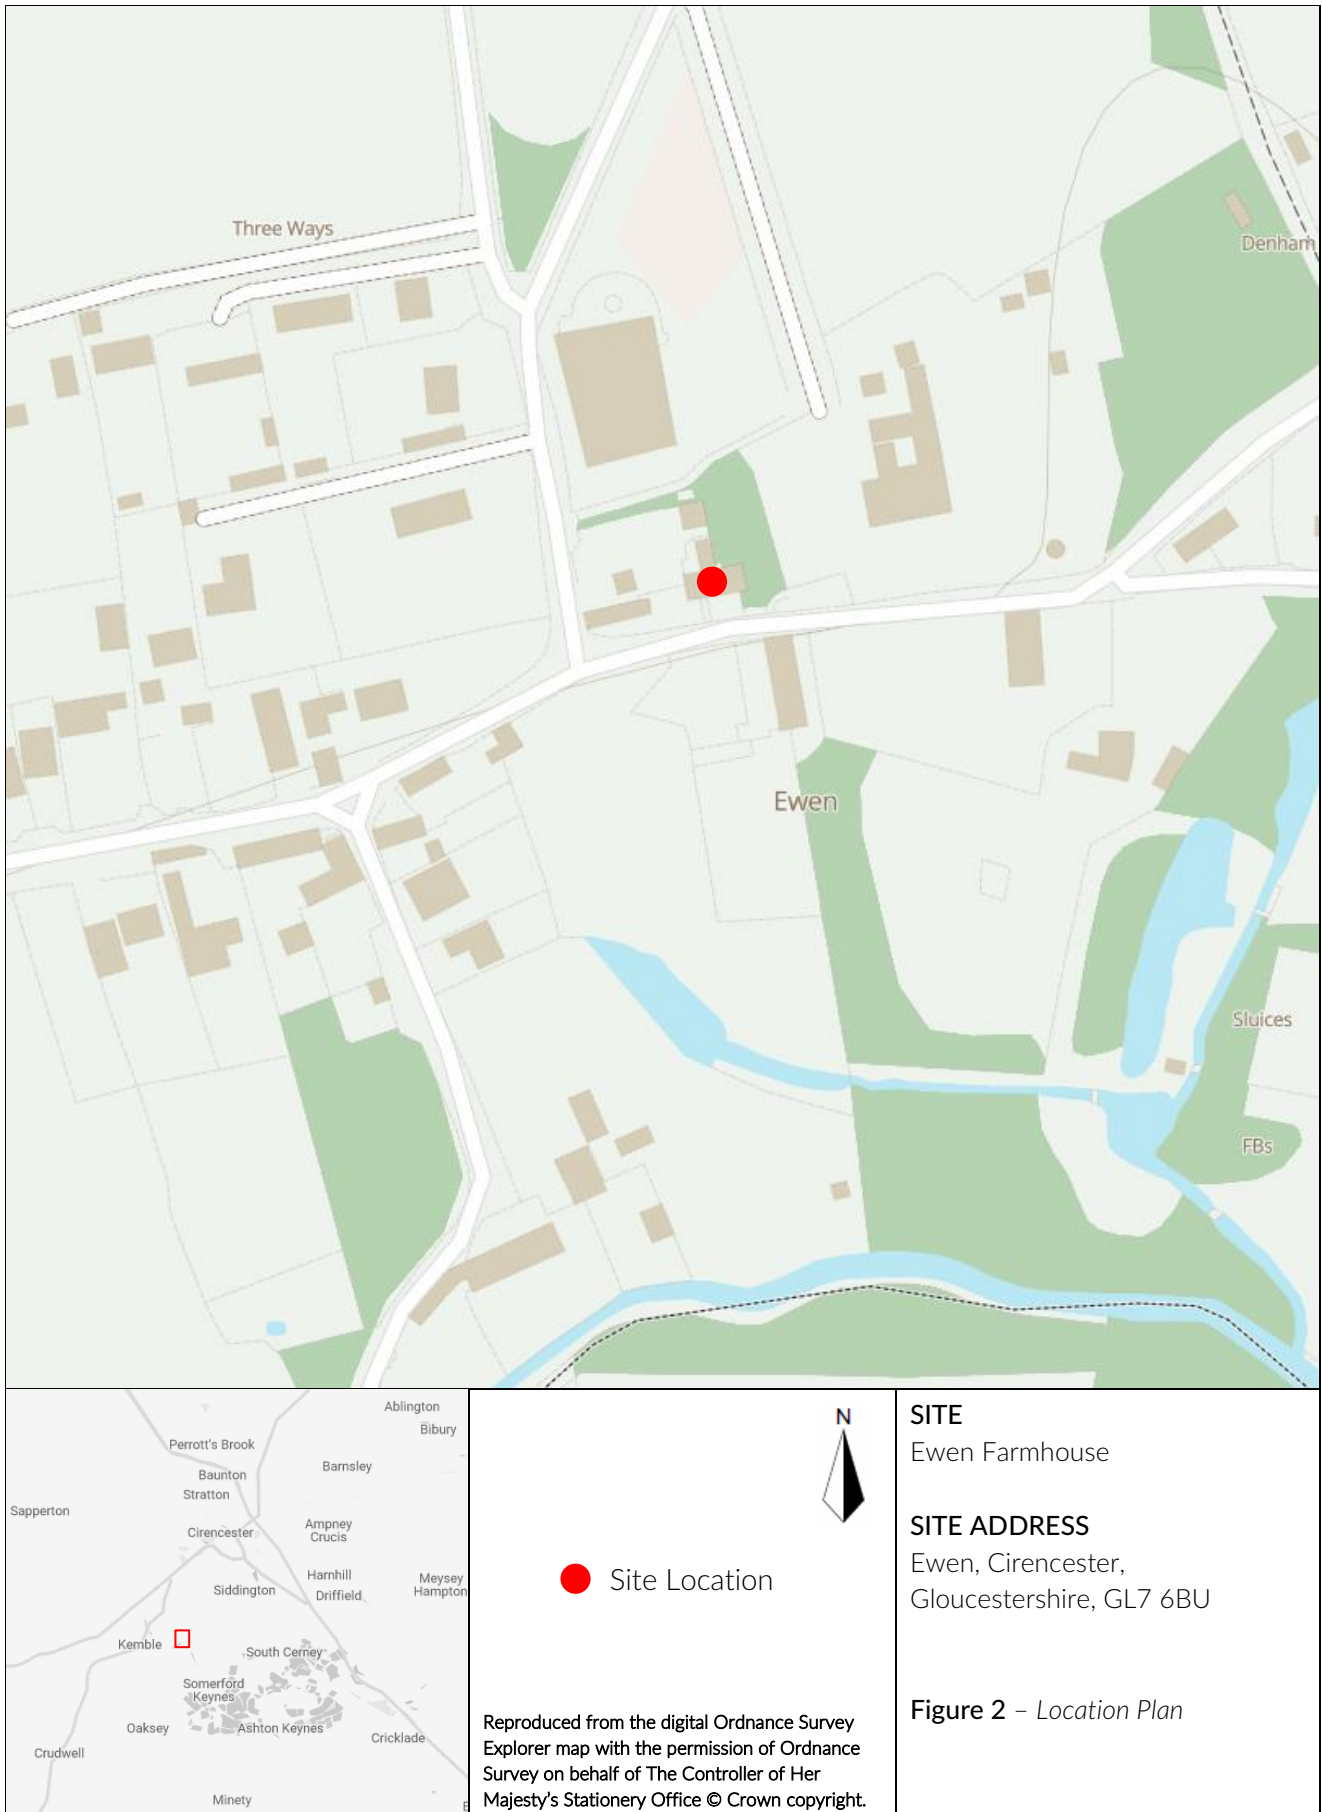 Three Ways
Denham
Ewen
Sluices
FBs
Ablington
Bibury
Perrott's Brook
Baunton
Barnsley
Stratton
Sapperton
Cirencester
Ampney
Crucis
Harnhill
Siddington
Driffield
Meysey
Hampton
Kemble
South Cerney
Somerford
Keynes
Oaksey
Ashton Keynes
Cricklade
Crudwell
Minety
N
Site Location
Reproduced from the digital Ordnance Survey
Explorer map with the permission of Ordnance
Survey on behalf of The Controller of Her
Majesty's Stationery Office © Crown copyright.
SITE
Ewen Farmhouse
SITE ADDRESS
Ewen, Cirencester,
Gloucestershire, GL7 6BU
Figure 2 – Location Plan